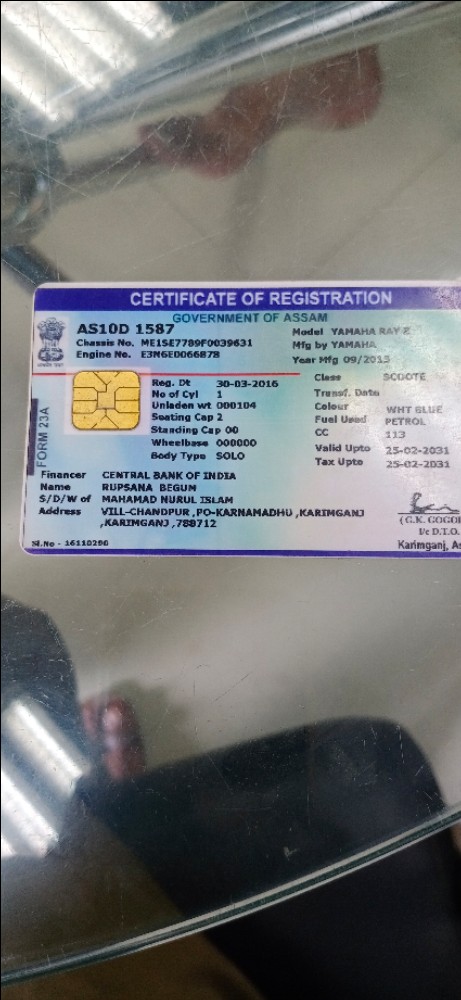 CERTIFICATE OF REGISTRATION
GOVERNMENT OF ASSAM
AS10D 1587
Chassis No. ME1SE7789F0039631
Engine No. E3N6E0066878
Model YAMAHA RAY Z
Mfg by YAMAHA
Year Mfg 09/2015
FORM 23A
Reg. Dt 30-03-2016
No of Cyl 1
Unladen wt 000104
Seating Cap 2
Standing Cap 00
Wheelbase 000000
Body Type SOLO
Class SCOOTE
Transf. Date
Colour WHT BLUE
Fuel Used PETROL
CC 113
Valid Upto 25-02-2031
Tax Upto 25-02-2031
Financer CENTRAL BANK OF INDIA
Name RUPSANA BEGUM
S/D/W of MAHAMAD NURUL ISLAM
Address VILL-CHANDPUR,PO-KARNAMADHU,KARIMGANJ
,KARIMGANJ,788712
Sl.No - 16110290
(G.K. GOGOI
I/c D.T.O.
Karimganj, As